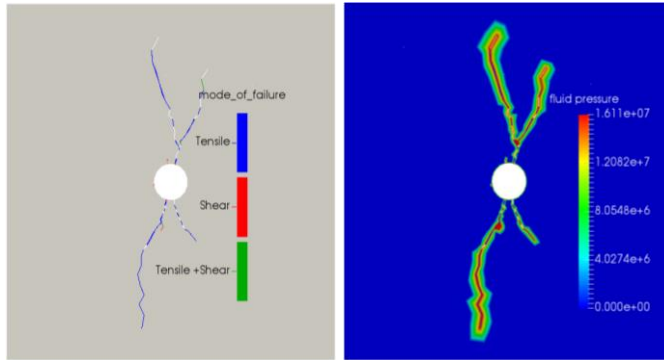 mode_of_failure
Tensile
Shear
Tensile +Shear
fluid pressure
1.611e+07
1.2082e+7
8.0546e+6
4.0274e+6
0.000e+00